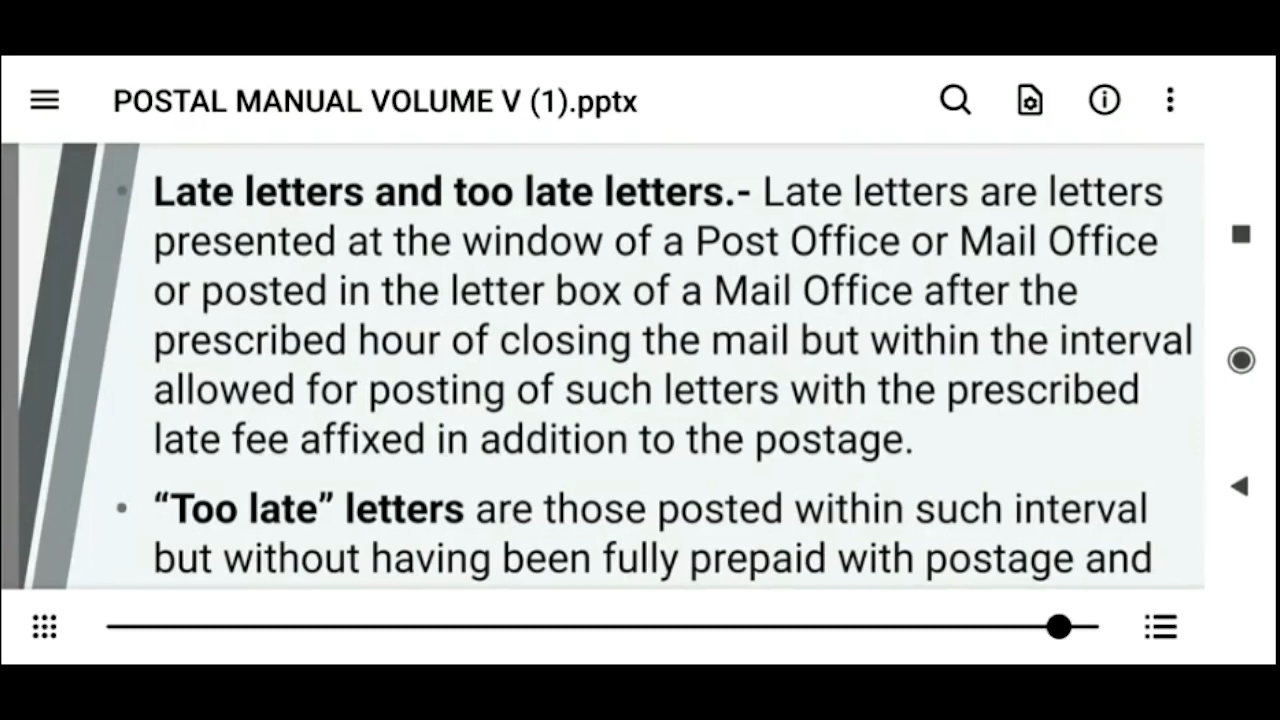 POSTAL MANUAL VOLUME V (1).pptx
Late letters and too late letters.- Late letters are letters
presented at the window of a Post Office or Mail Office
or posted in the letter box of a Mail Office after the
prescribed hour of closing the mail but within the interval
allowed for posting of such letters with the prescribed
late fee affixed in addition to the postage.
“Too late” letters are those posted within such interval
but without having been fully prepaid with postage and